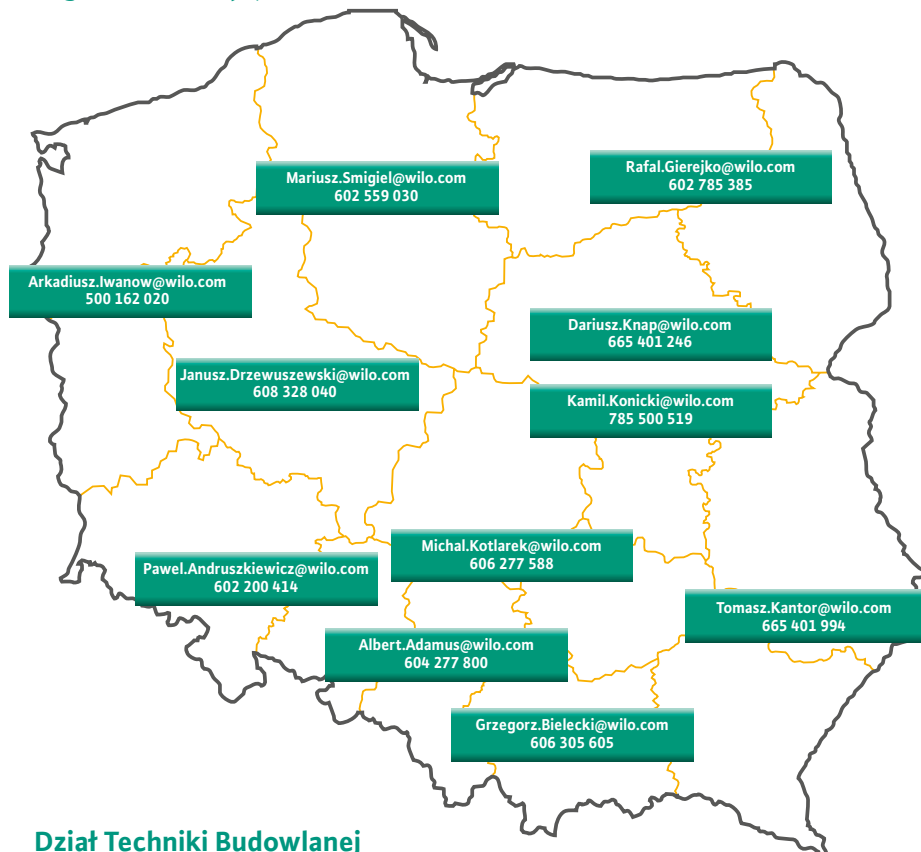 Mariusz.Smigiel@wilo.com
602 559 030
Rafal.Gierejko@wilo.com
602 785 385
Arkadiusz.Iwanow@wilo.com
500 162 020
Dariusz.Knap@wilo.com
665 401 246
Janusz.Drzewuszewski@wilo.com
608 328 040
Kamil.Konicki@wilo.com
785 500 519
Michal.Kotlarek@wilo.com
606 277 588
Pawel.Andruszkiewicz@wilo.com
602 200 414
Tomasz.Kantor@wilo.com
665 401 994
Albert.Adamus@wilo.com
604 277 800
Grzegorz.Bielecki@wilo.com
606 305 605
Dział Techniki Budowlanej